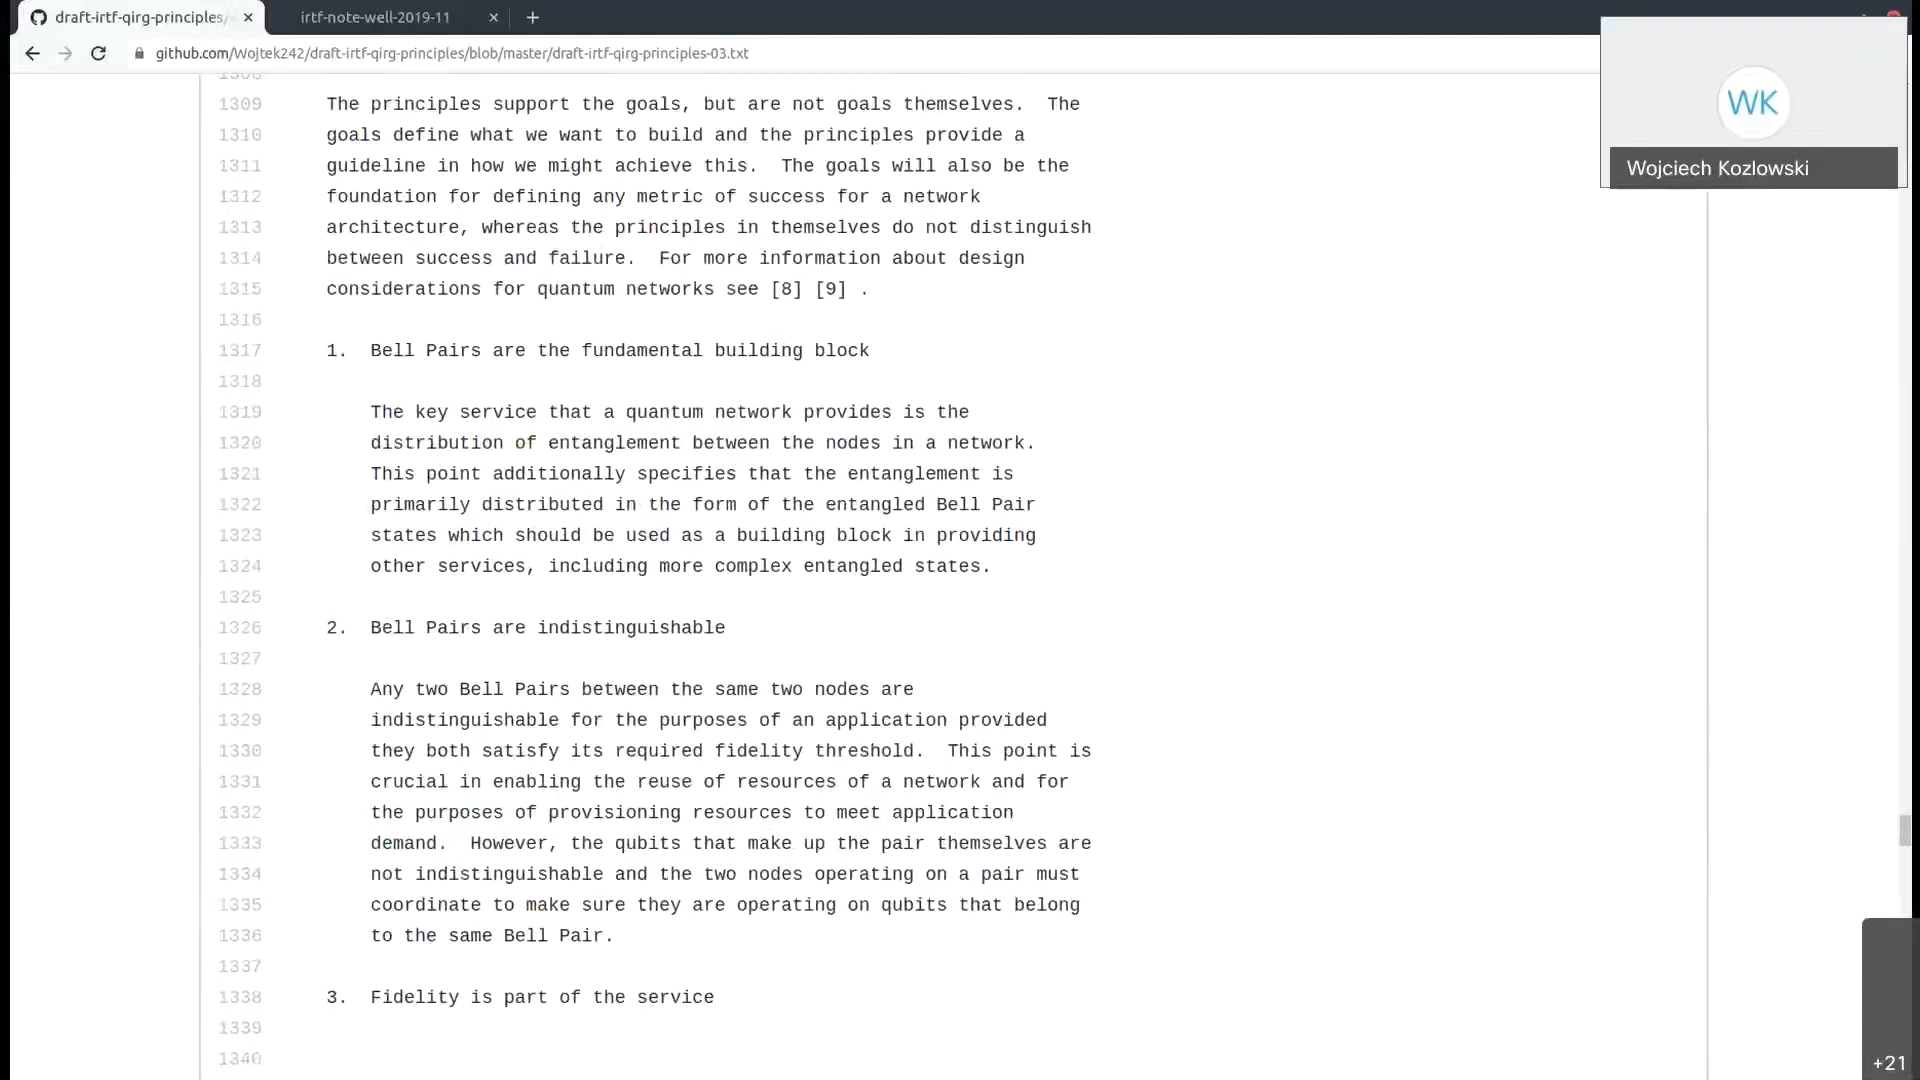 draft-irtf-qirg-principles/
irtf-note-well-2019-11
github.com/Wojtek242/draft-irtf-qirg-principles/blob/master/draft-irtf-qirg-principles-03.txt
WK
Wojciech Kozlowski
1308
1309 The principles support the goals, but are not goals themselves. The
1310 goals define what we want to build and the principles provide a
1311 guideline in how we might achieve this. The goals will also be the
1312 foundation for defining any metric of success for a network
1313 architecture, whereas the principles in themselves do not distinguish
1314 between success and failure. For more information about design
1315 considerations for quantum networks see [8] [9] .
1316
1317 1. Bell Pairs are the fundamental building block
1318
1319 The key service that a quantum network provides is the
1320 distribution of entanglement between the nodes in a network.
1321 This point additionally specifies that the entanglement is
1322 primarily distributed in the form of the entangled Bell Pair
1323 states which should be used as a building block in providing
1324 other services, including more complex entangled states.
1325
1326 2. Bell Pairs are indistinguishable
1327
1328 Any two Bell Pairs between the same two nodes are
1329 indistinguishable for the purposes of an application provided
1330 they both satisfy its required fidelity threshold. This point is
1331 crucial in enabling the reuse of resources of a network and for
1332 the purposes of provisioning resources to meet application
1333 demand. However, the qubits that make up the pair themselves are
1334 not indistinguishable and the two nodes operating on a pair must
1335 coordinate to make sure they are operating on qubits that belong
1336 to the same Bell Pair.
1337
1338 3. Fidelity is part of the service
1339
1340
+21